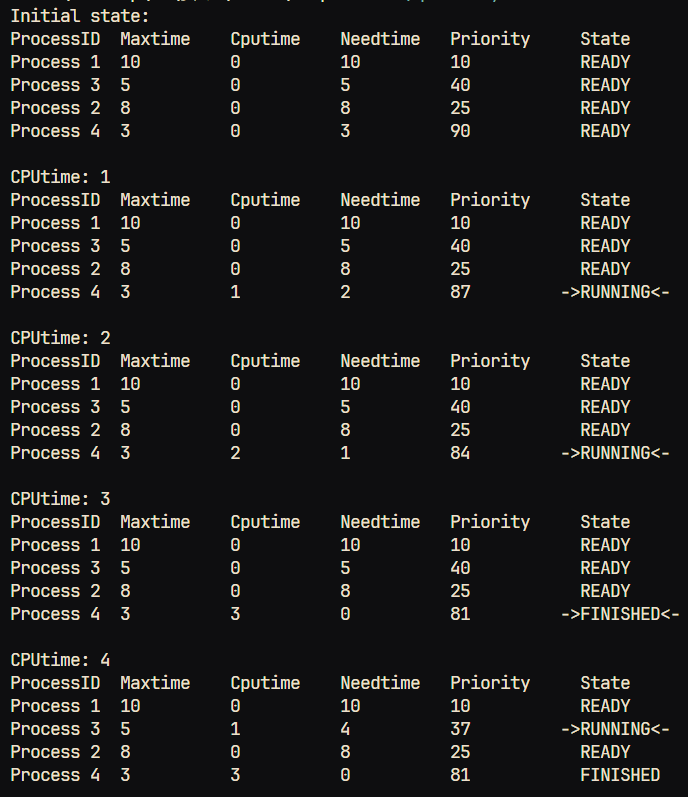 Initial state:
ProcessID Maxtime Cputime Needtime Priority State
Process 1 10 0 10 10 READY
Process 3 5 0 5 40 READY
Process 2 8 0 8 25 READY
Process 4 3 0 3 90 READY
CPUtime: 1
ProcessID Maxtime Cputime Needtime Priority State
Process 1 10 0 10 10 READY
Process 3 5 0 5 40 READY
Process 2 8 0 8 25 READY
Process 4 3 1 2 87 ->RUNNING<-
CPUtime: 2
ProcessID Maxtime Cputime Needtime Priority State
Process 1 10 0 10 10 READY
Process 3 5 0 5 40 READY
Process 2 8 0 8 25 READY
Process 4 3 2 1 84 ->RUNNING<-
CPUtime: 3
ProcessID Maxtime Cputime Needtime Priority State
Process 1 10 0 10 10 READY
Process 3 5 0 5 40 READY
Process 2 8 0 8 25 READY
Process 4 3 3 0 81 ->FINISHED<-
CPUtime: 4
ProcessID Maxtime Cputime Needtime Priority State
Process 1 10 0 10 10 READY
Process 3 5 1 4 37 ->RUNNING<-
Process 2 8 0 8 25 READY
Process 4 3 3 0 81 FINISHED